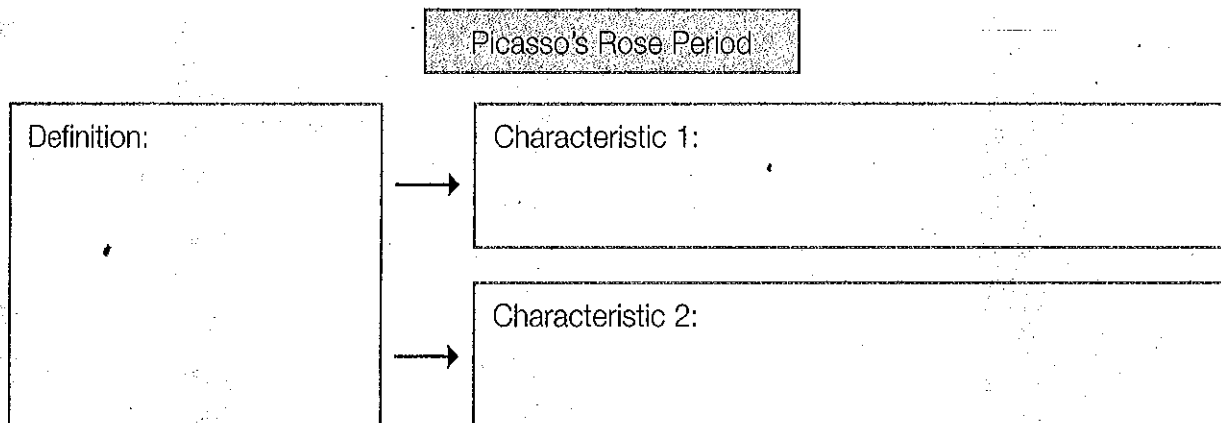 Picasso's Rose Period
Definition:
Characteristic 1:
Characteristic 2: